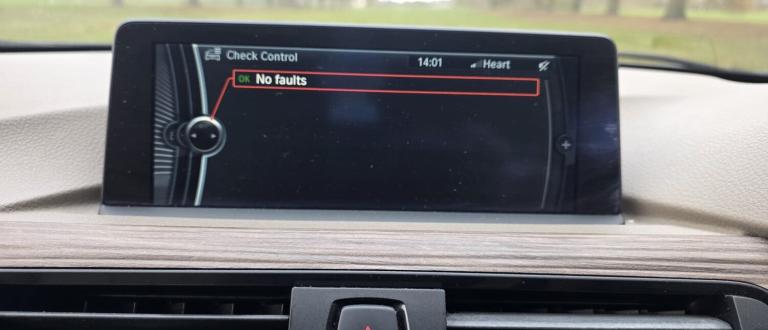 Check Control
14:01
Heart
OK No faults